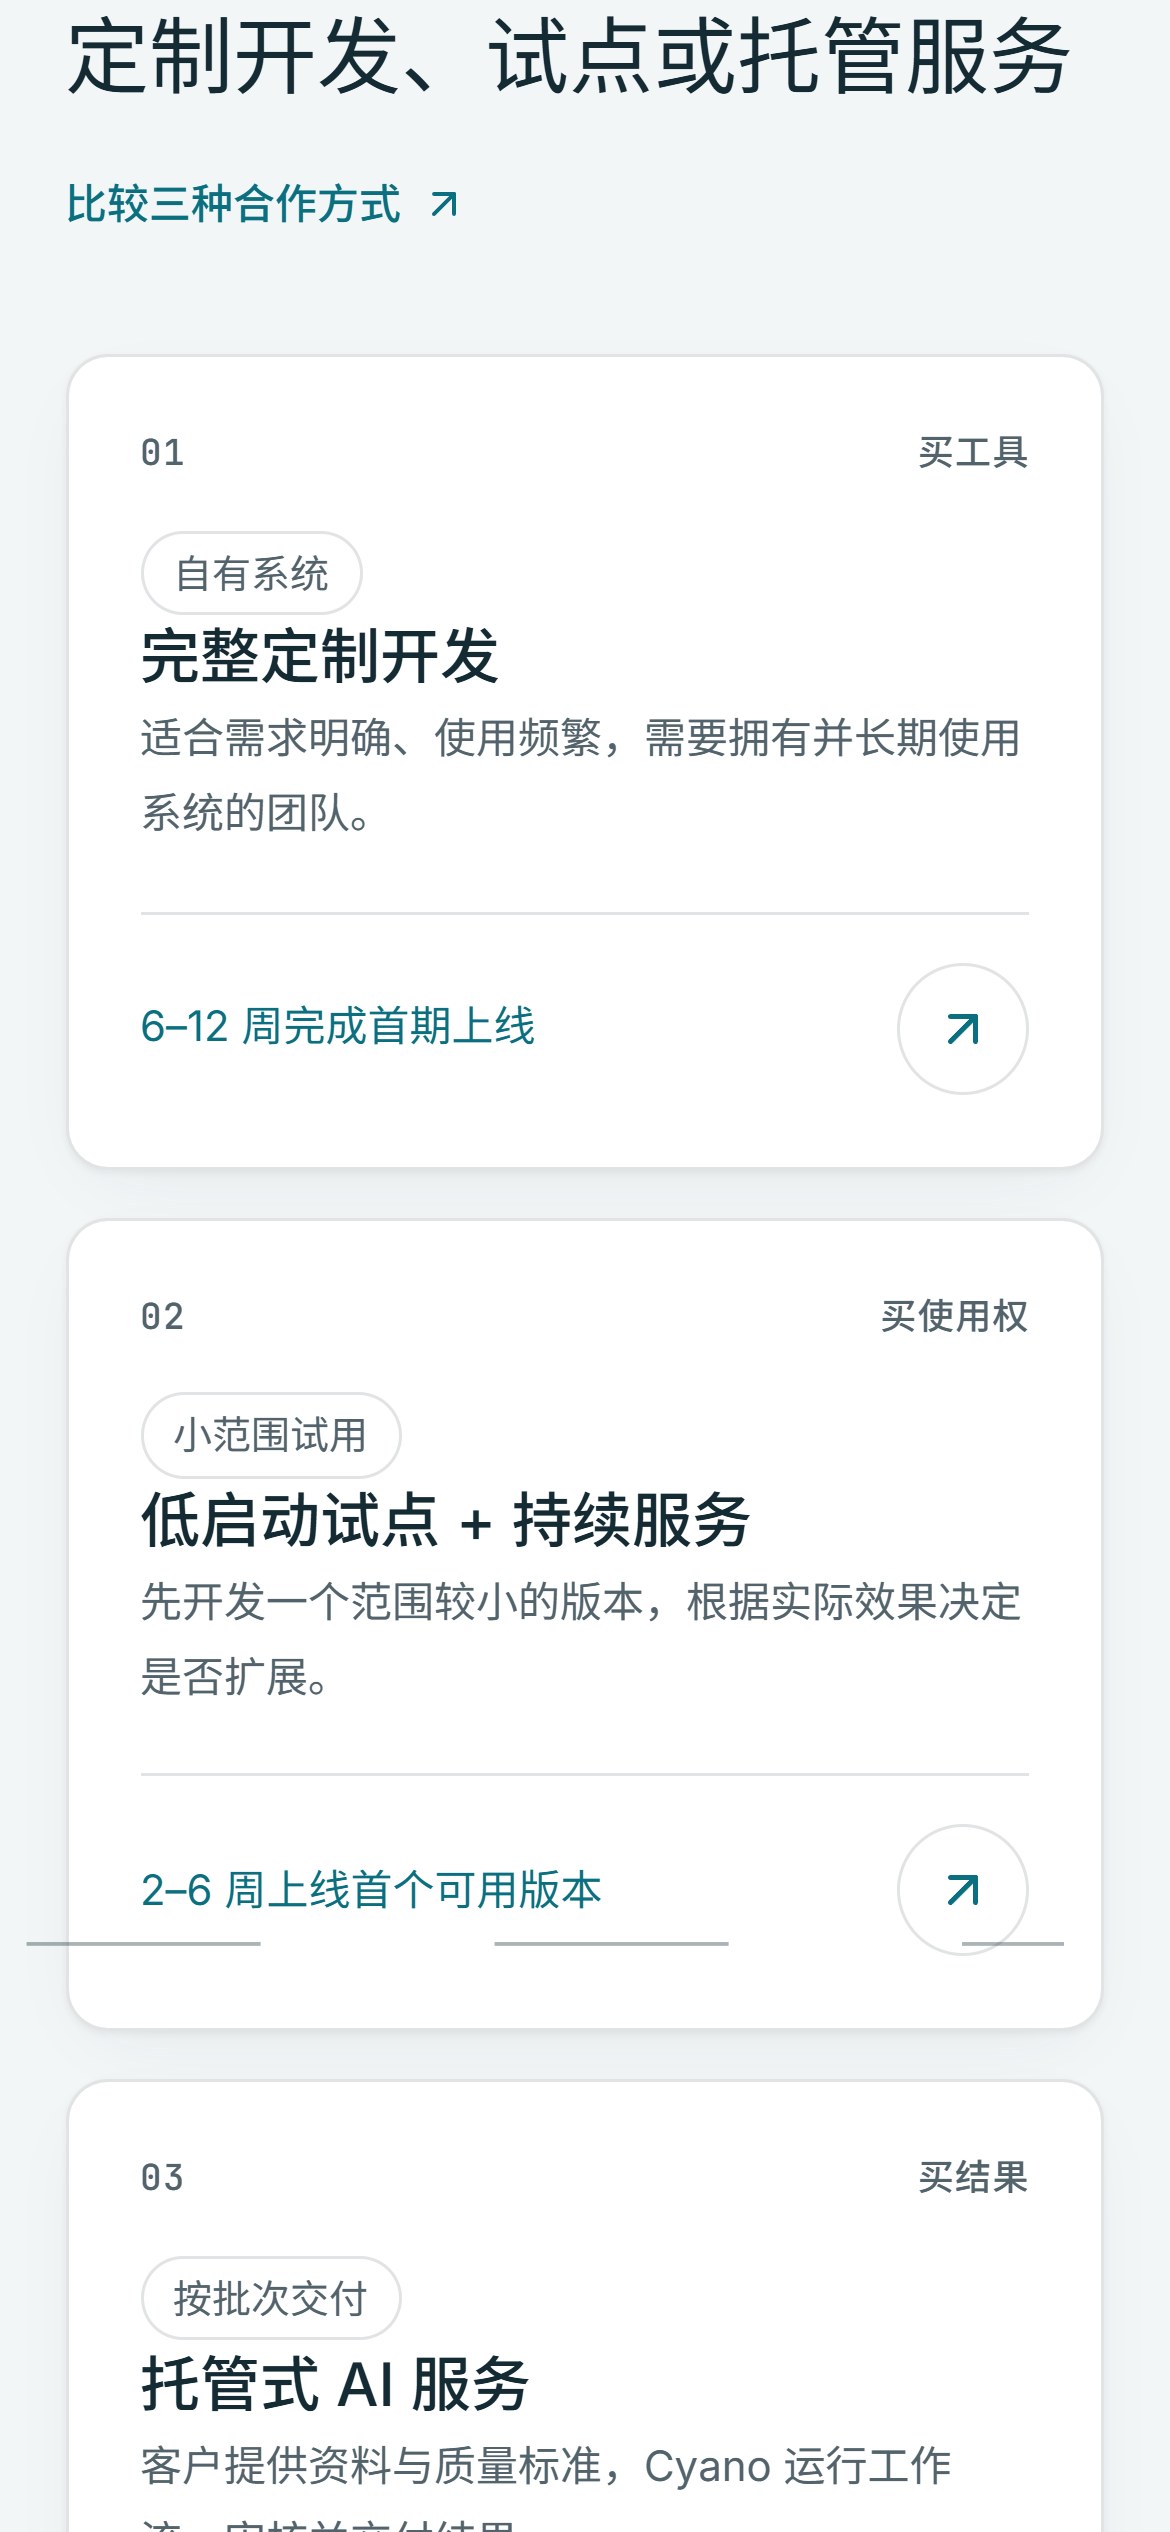 定制开发、试点或托管服务
比较三种合作方式
01
买工具
自有系统
完整定制开发
适合需求明确、使用频繁，需要拥有并长期使用
系统的团队。
6–12 周完成首期上线
02
买使用权
小范围试用
低启动试点 + 持续服务
先开发一个范围较小的版本，根据实际效果决定
是否扩展。
2–6 周上线首个可用版本
03
买结果
按批次交付
托管式 AI 服务
客户提供资料与质量标准，Cyano 运行工作